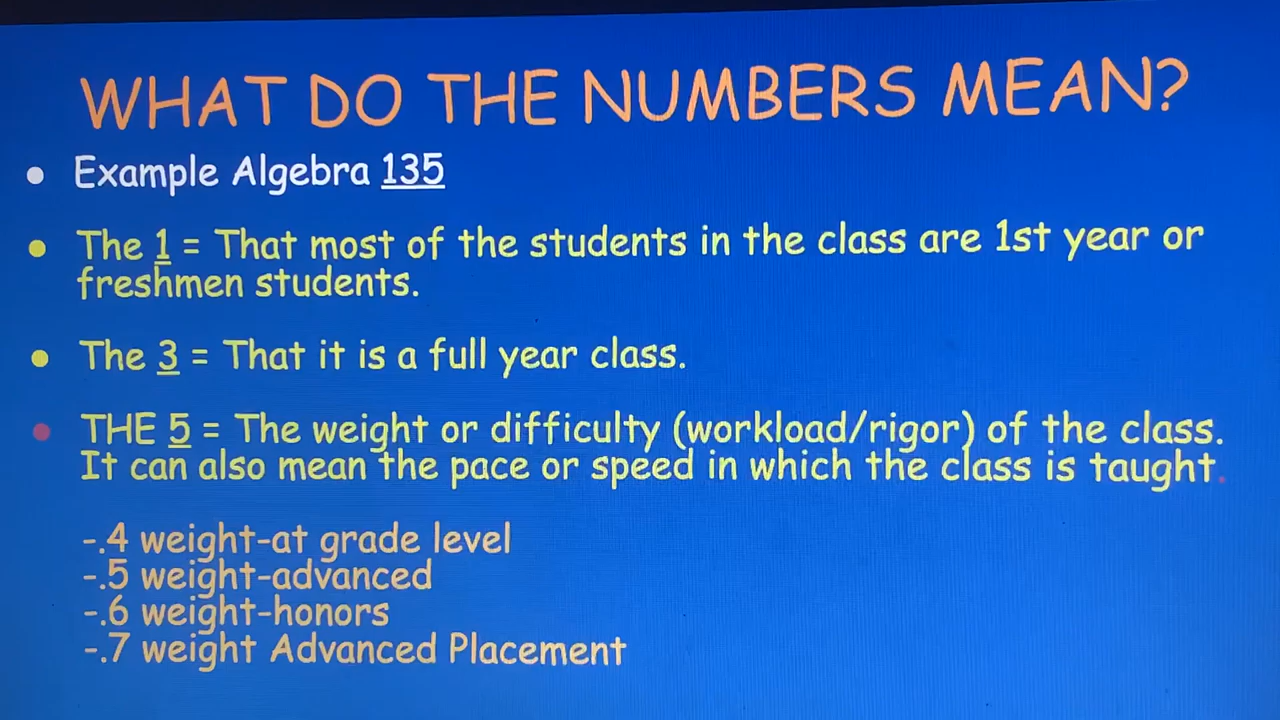 WHAT DO THE NUMBERS MEAN?
• Example Algebra 135
• The 1 = That most of the students in the class are 1st year or
freshmen students.
• The 3 = That it is a full year class.
• THE 5 = The weight or difficulty (workload/rigor) of the class.
It can also mean the pace or speed in which the class is taught.
-.4 weight-at grade level
-.5 weight-advanced
-.6 weight-honors
-.7 weight Advanced Placement